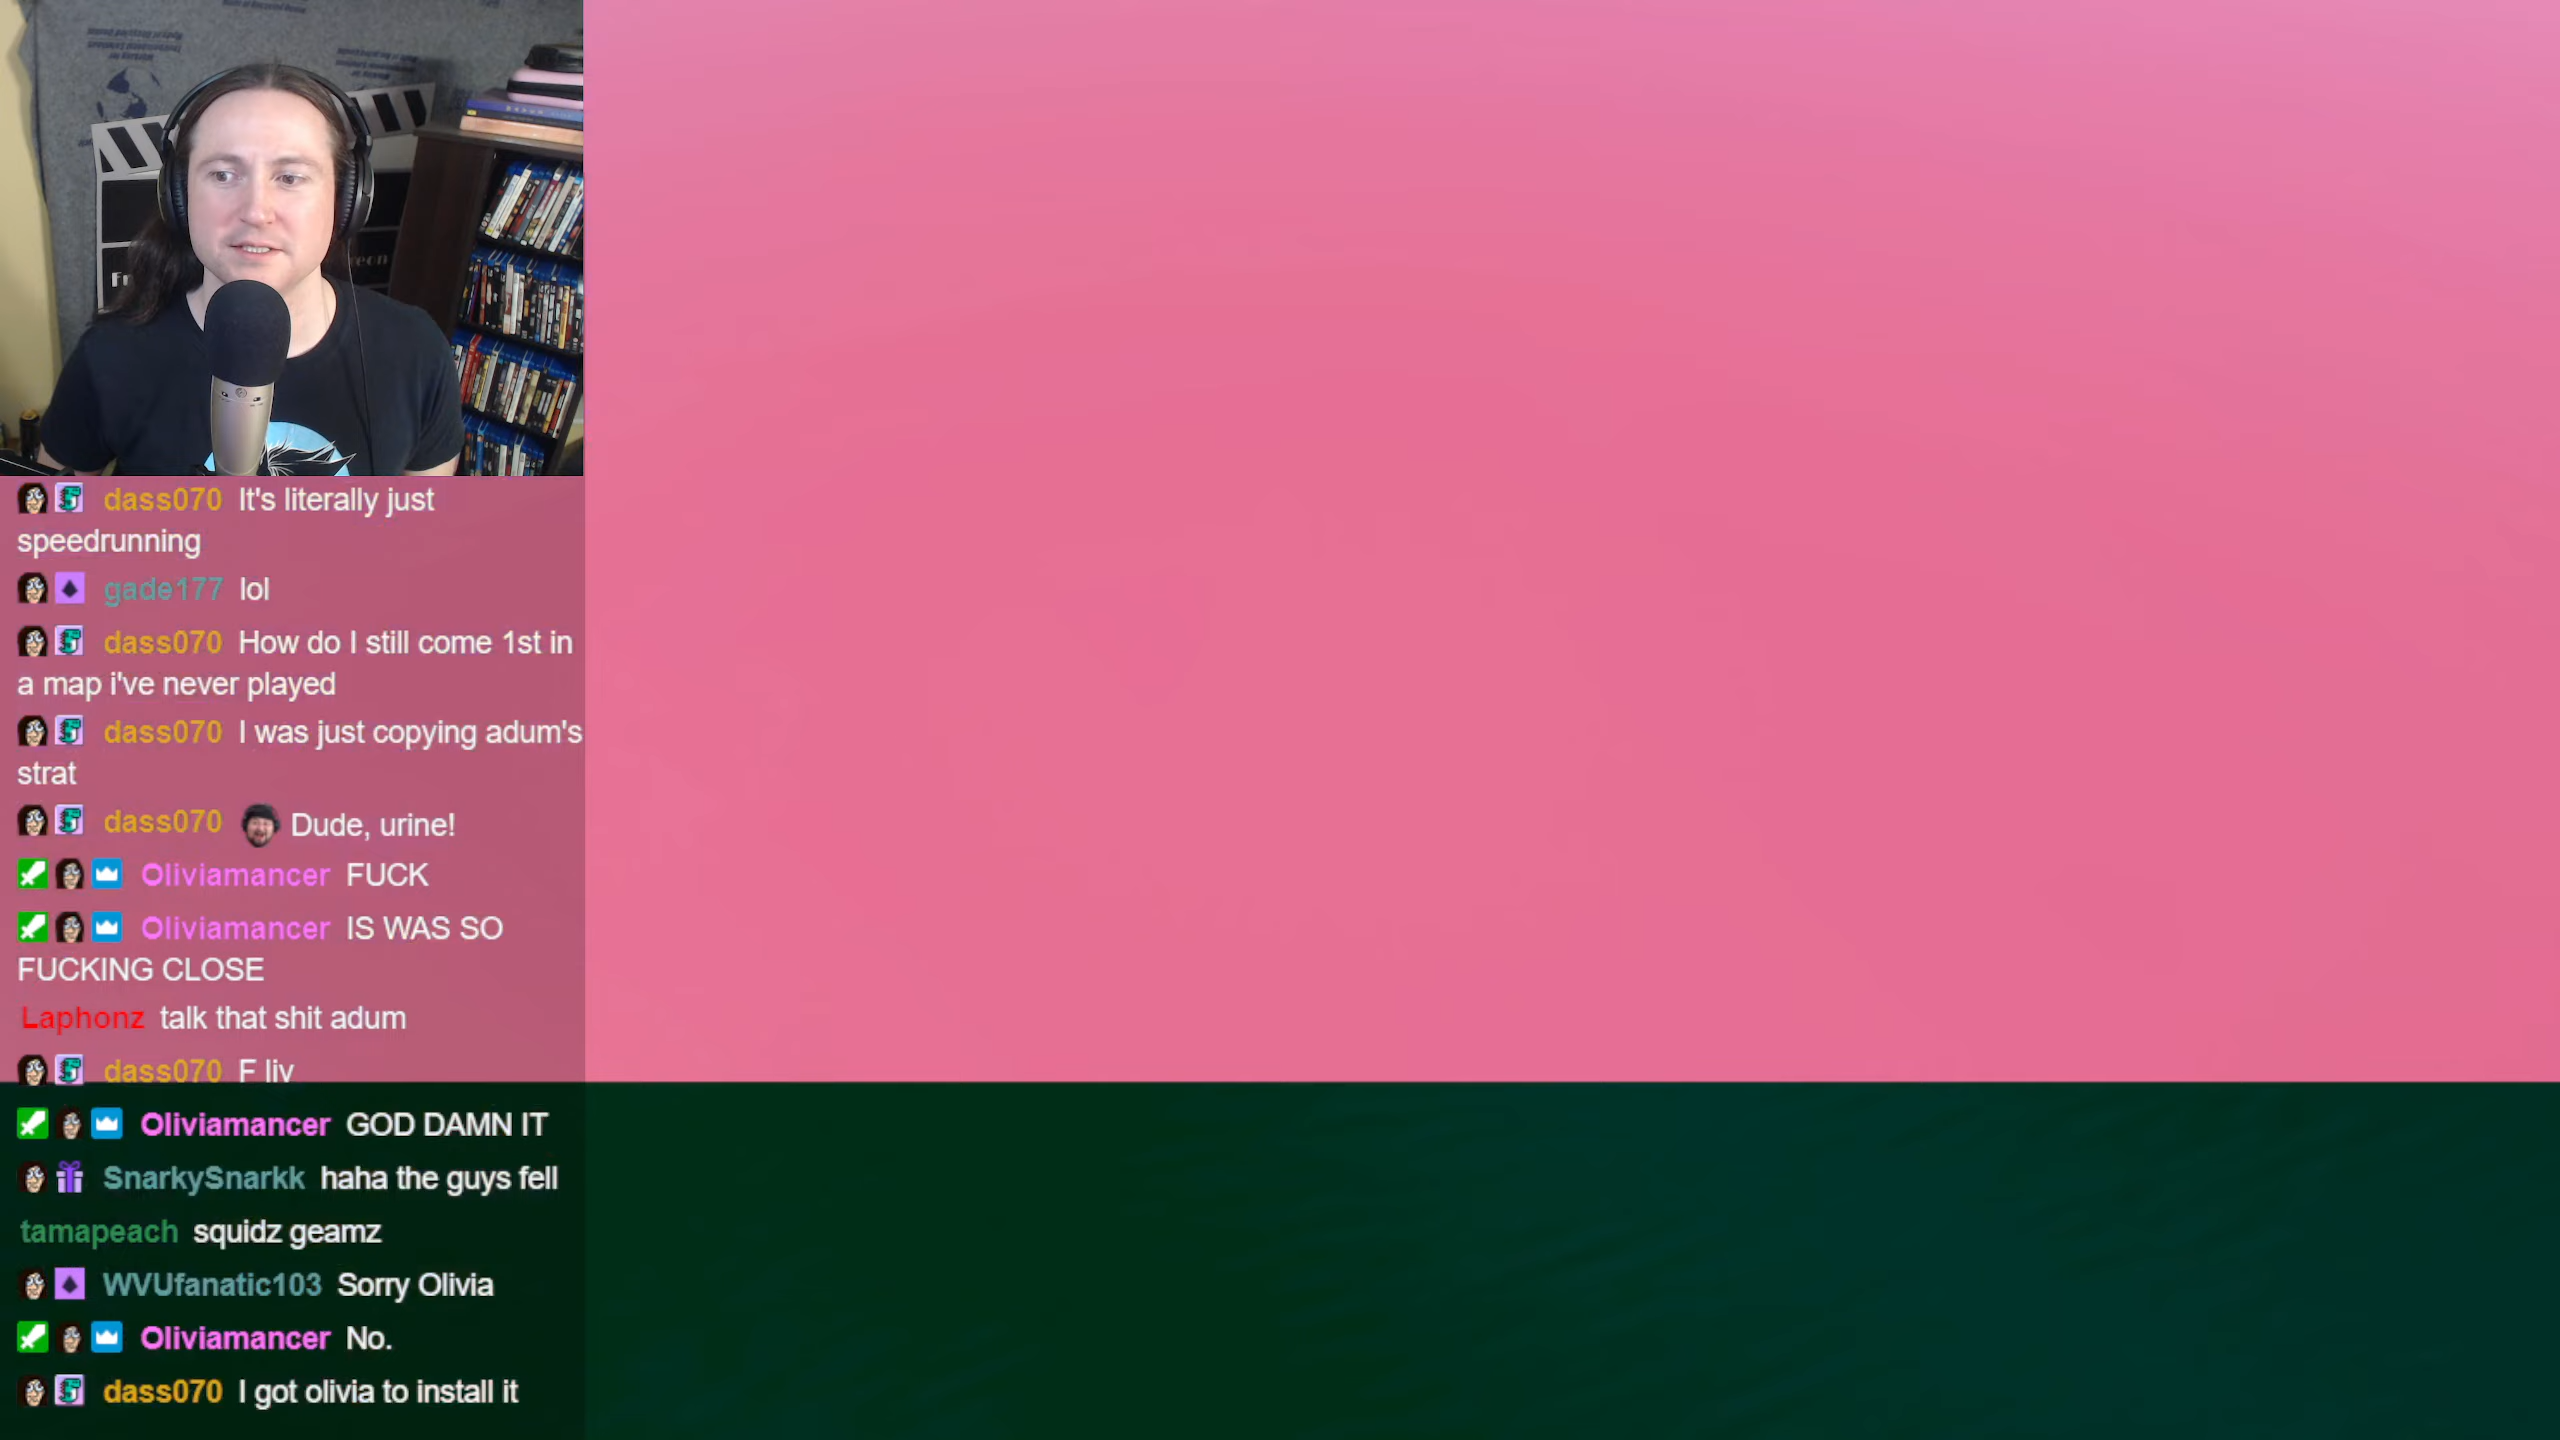 Fr
reon
dass070 It's literally just
speedrunning
gade177 lol
dass070 How do I still come 1st in
a map i've never played
dass070 I was just copying adum's
strat
dass070 Dude, urine!
Oliviamancer FUCK
Oliviamancer IS WAS SO
FUCKING CLOSE
Laphonz talk that shit adum
dass070 F liv
Oliviamancer GOD DAMN IT
SnarkySnarkk haha the guys fell
tamapeach squidz geamz
WVUfanatic103 Sorry Olivia
Oliviamancer No.
dass070 I got olivia to install it